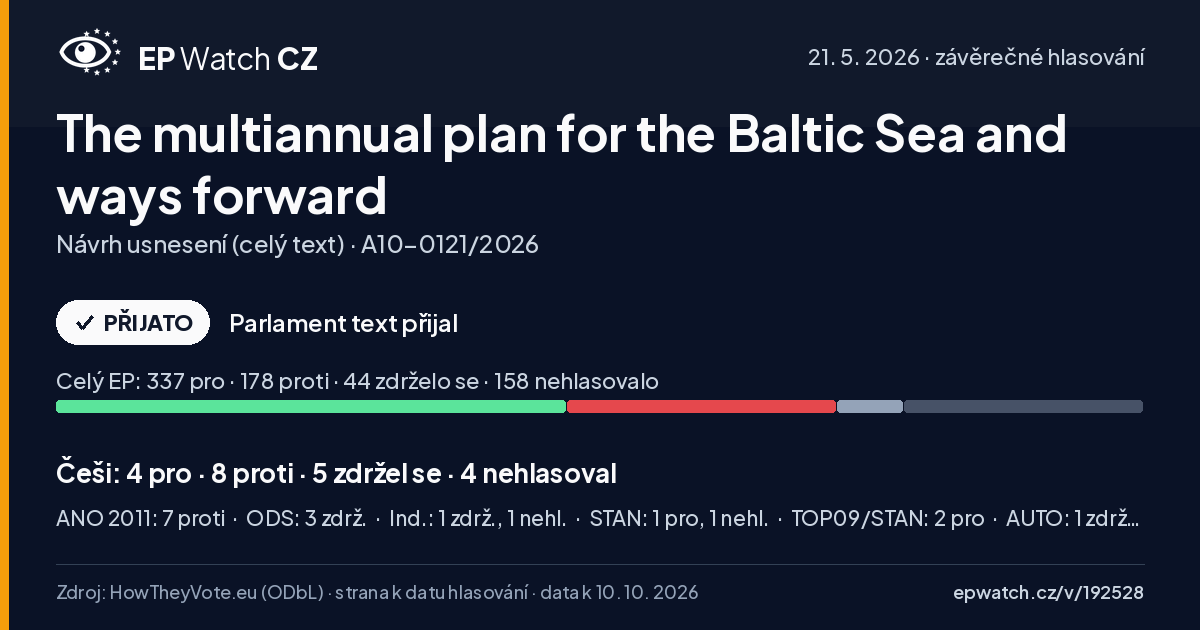 EP Watch CZ
21. 5. 2026 · závěrečné hlasování
The multiannual plan for the Baltic Sea and
ways forward
Návrh usnesení (celý text) · A10–0121/2026
✓ PŘIJATO Parlament text přijal
Celý EP: 337 pro · 178 proti · 44 zdrželo se · 158 nehlasovalo
Češi: 4 pro · 8 proti · 5 zdržel se · 4 nehlasoval
ANO 2011: 7 proti · ODS: 3 zdrž. · Ind.: 1 zdrž., 1 nehl. · STAN: 1 pro, 1 nehl. · TOP09/STAN: 2 pro · AUTO: 1 zdrž…
Zdroj: HowTheyVote.eu (ODbL) · strana k datu hlasování · data k 10. 10. 2026
epwatch.cz/v/192528